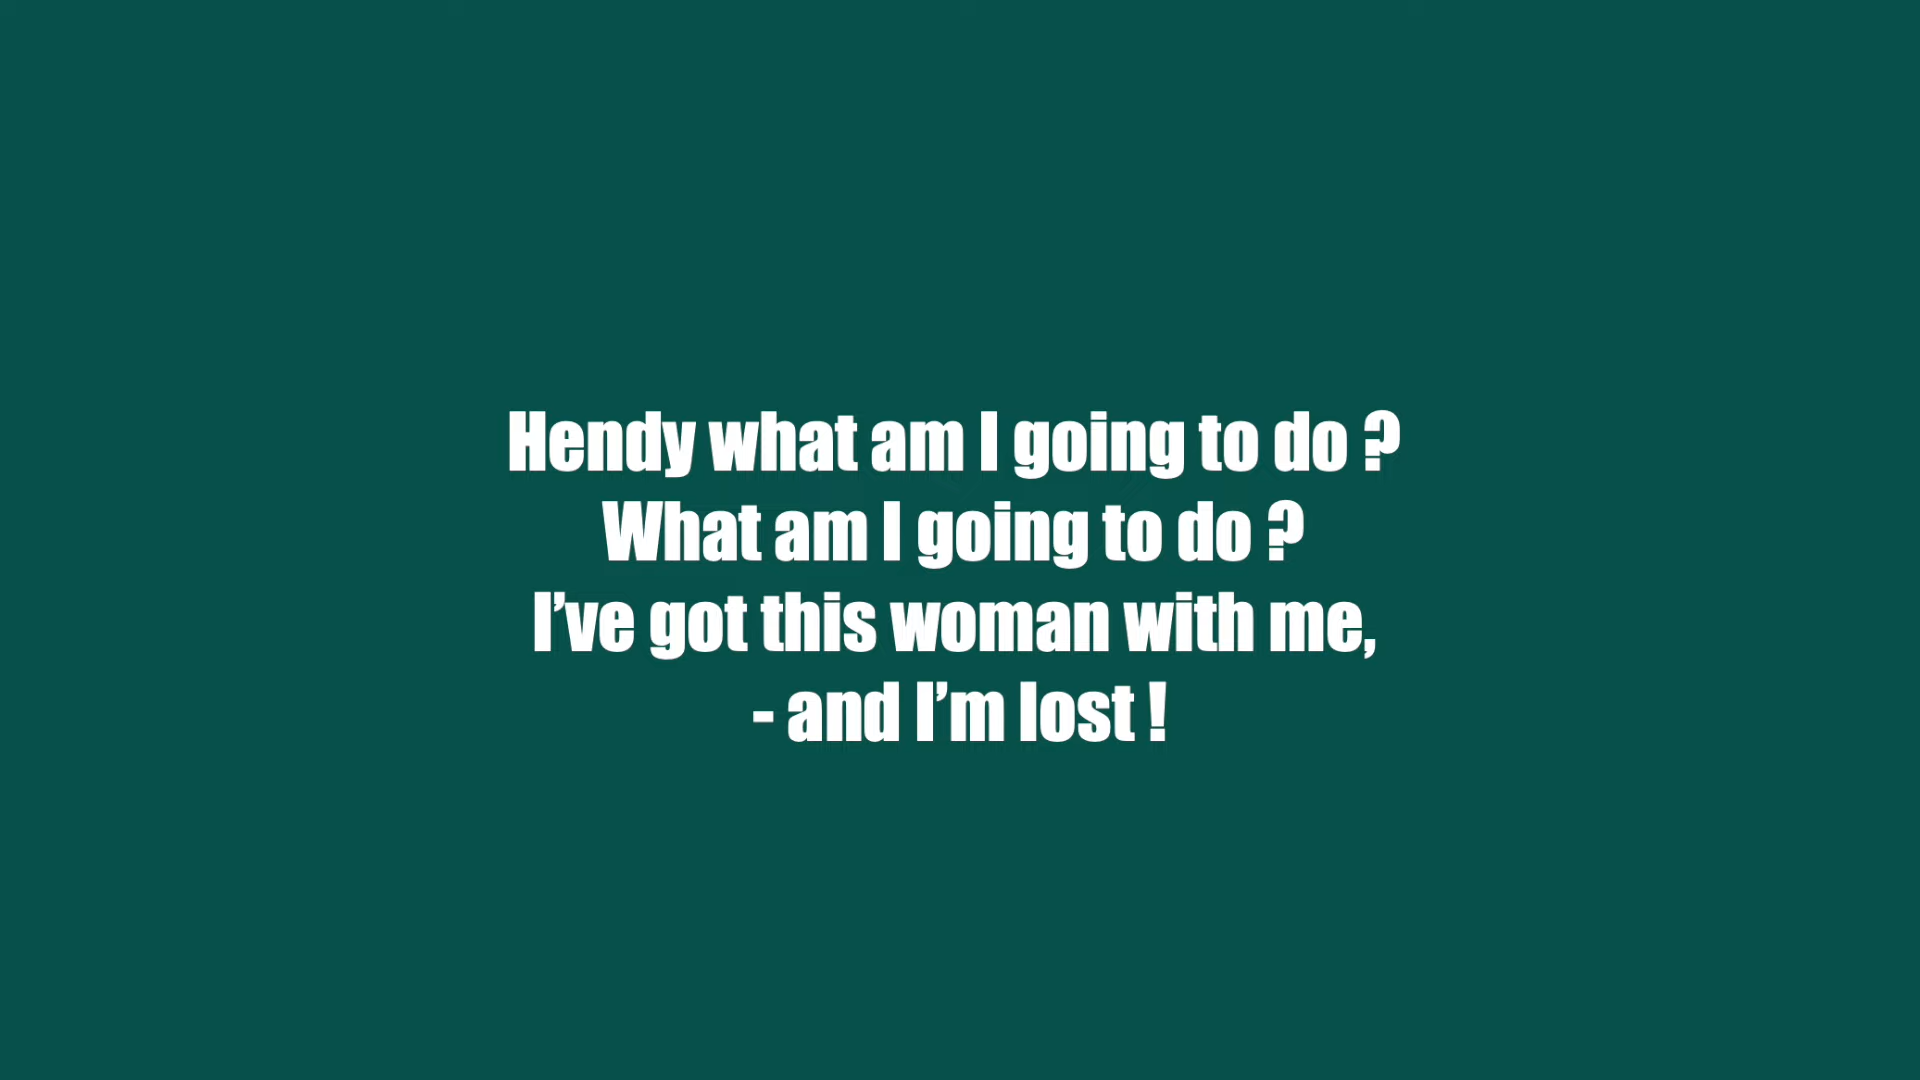 Hendy what am I going to do ?
What am I going to do ?
I’ve got this woman with me,
- and I’m lost !